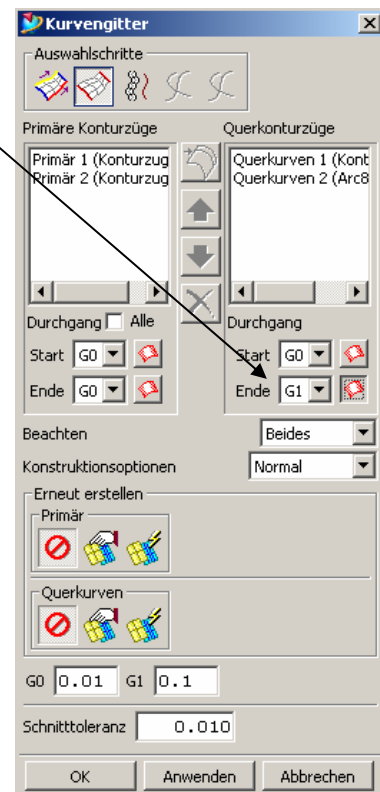 Kurvengitter
Auswahlschritte
Primäre Konturzüge
Querkonturzüge
Primär 1 (Konturzug
Primär 2 (Konturzug
Querkurven 1 (Kont
Querkurven 2 (Arc8
Durchgang Alle
Start G0
Ende G0
Durchgang
Start G0
Ende G1
Beachten Beides
Konstruktionsoptionen Normal
Erneut erstellen
Primär
Querkurven
G0 0.01 G1 0.1
Schnitttoleranz 0.010
OK Anwenden Abbrechen